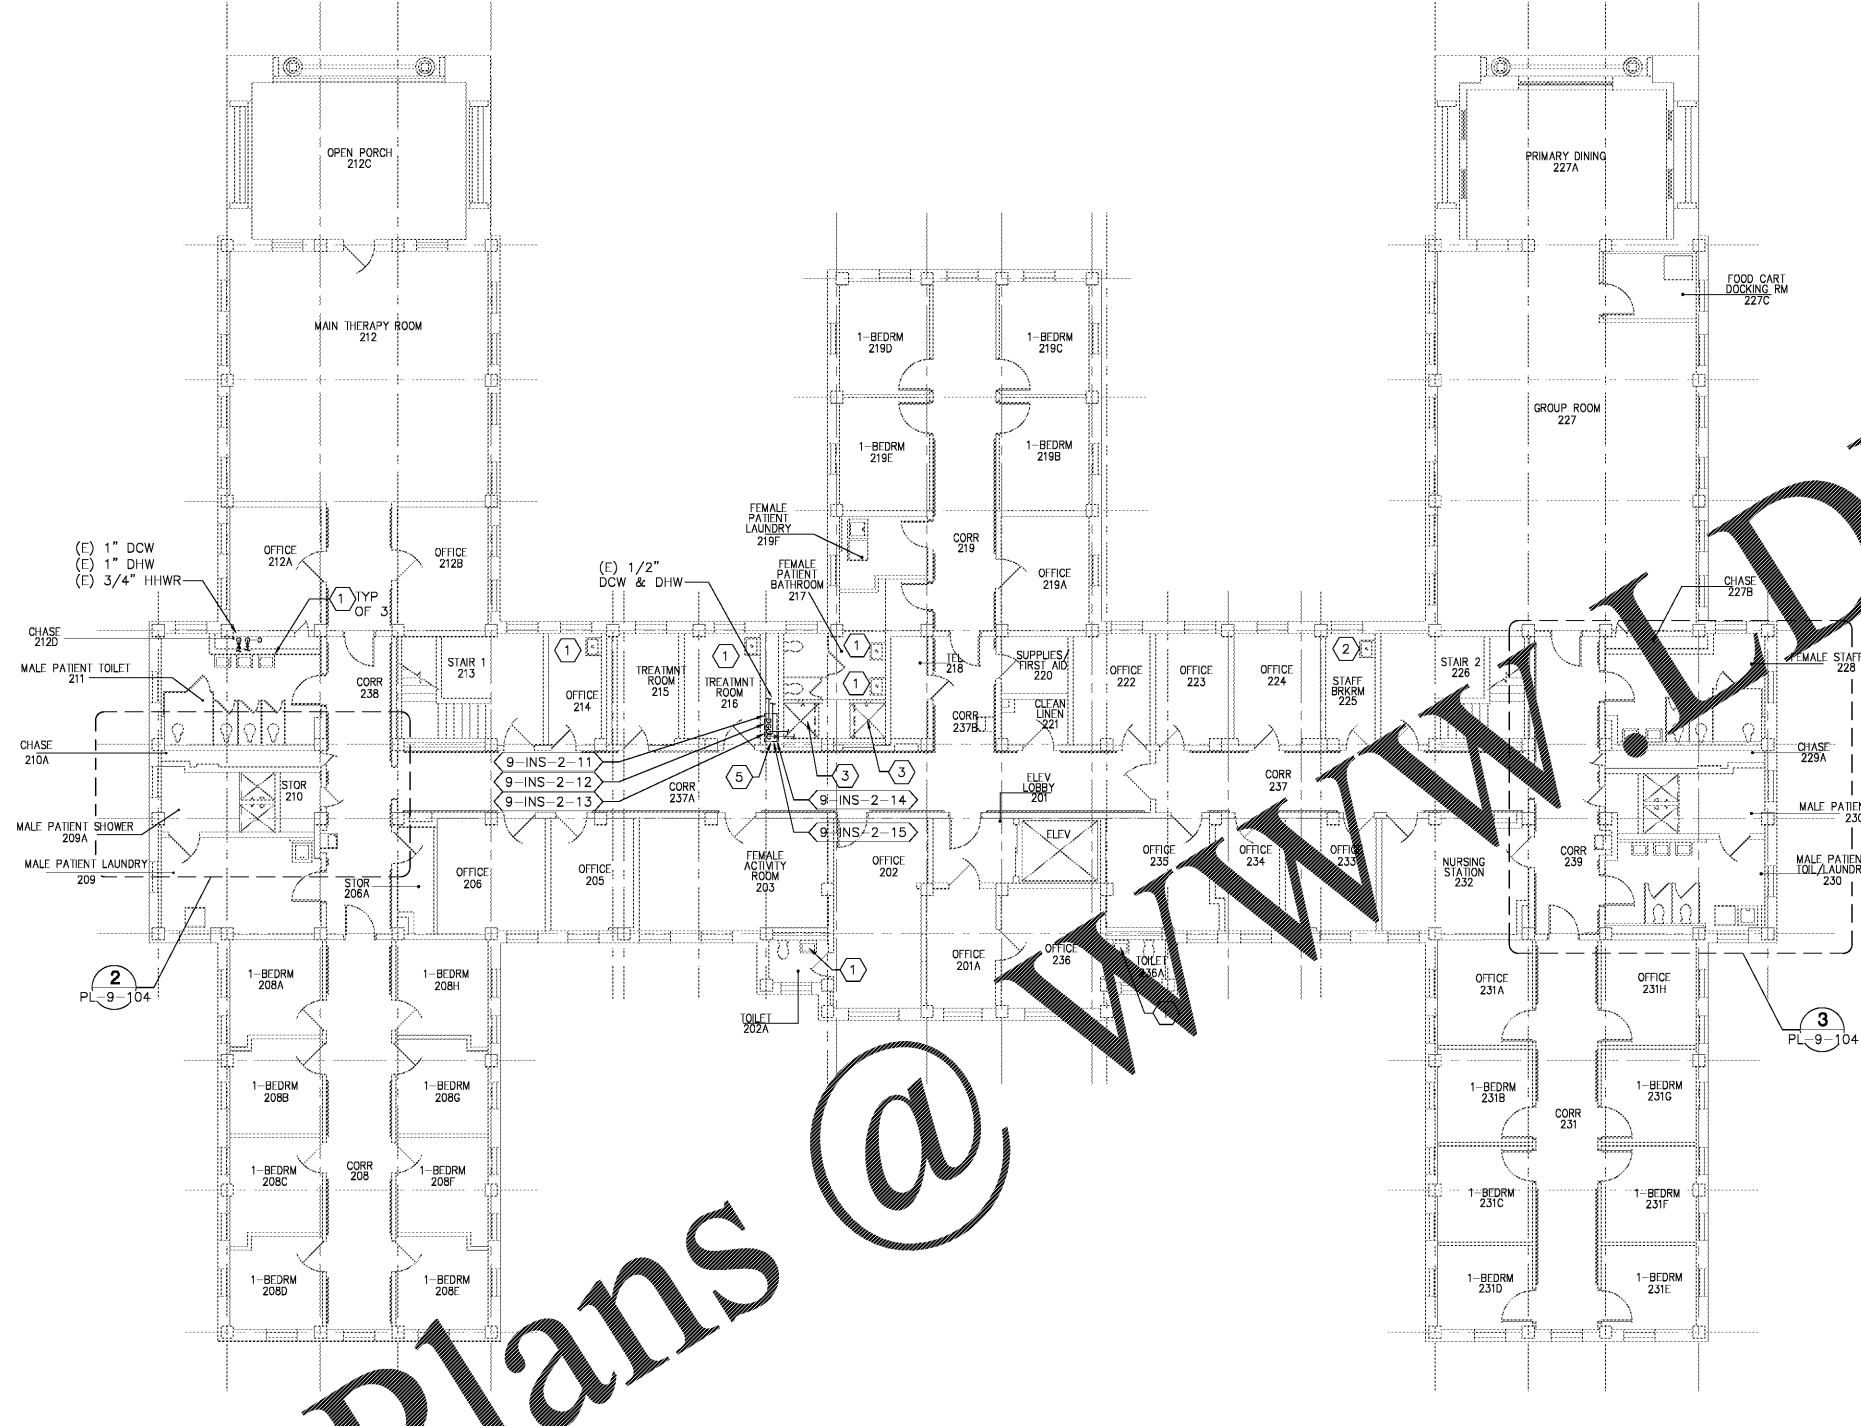 OPEN PORCH
212C
PRIMARY DINING
227A
FOOD CART
DOCKING RM
227C
MAIN THERAPY ROOM
212
1-BEDRM
219D
1-BEDRM
219C
GROUP ROOM
227
1-BEDRM
219E
1-BEDRM
219B
FEMALE
PATIENT
LAUNDRY
219F
CORR
219
(E) 1" DCW
(E) 1" DHW
(E) 3/4" HHWR
OFFICE
212A
OFFICE
212B
(E) 1/2"
DCW & DHW
FEMALE
PATIENT
BATHROOM
217
OFFICE
219A
CHASE
227B
1
TYP
OF 3
CHASE
212D
MALE PATIENT TOILET
211
CORR
238
STAIR 1
213
1
OFFICE
214
TREATMNT
ROOM
215
1
TREATMNT
ROOM
216
1
1
TEL
218
SUPPLIES/
FIRST AID
220
CLEAN
LINEN
221
CORR
237B
OFFICE
222
OFFICE
223
OFFICE
224
2
STAFF
BRKRM
225
STAIR 2
226
FEMALE STAFF
228
CHASE
210A
STOR
210
9-INS-2-11
9-INS-2-12
9-INS-2-13
CORR
237A
5
3
3
9-INS-2-14
9-INS-2-15
ELEV
LOBBY
201
CORR
237
CHASE
229A
MALE PATIENT SHOWER
209A
MALE PATIENT LAUNDRY
209
STOR
206A
OFFICE
206
OFFICE
205
FEMALE
ACTIVITY
ROOM
203
OFFICE
202
ELEV
OFFICE
235
OFFICE
234
OFFICE
233
NURSING
STATION
232
CORR
239
MALE PATIEN
230
MALE PATIEN
TOIL/LAUNDR
230
2
PL-9-104
1-BEDRM
208A
1-BEDRM
208H
1
TOILET
202A
OFFICE
201A
OFFICE
236
TOILET
236A
1
OFFICE
231A
OFFICE
231H
3
PL-9-104
1-BEDRM
208B
1-BEDRM
208G
1-BEDRM
231B
1-BEDRM
231G
CORR
231
1-BEDRM
208C
CORR
208
1-BEDRM
208F
1-BEDRM
231C
1-BEDRM
231F
1-BEDRM
208D
1-BEDRM
208E
1-BEDRM
231D
1-BEDRM
231E
Plans @ WWW LD